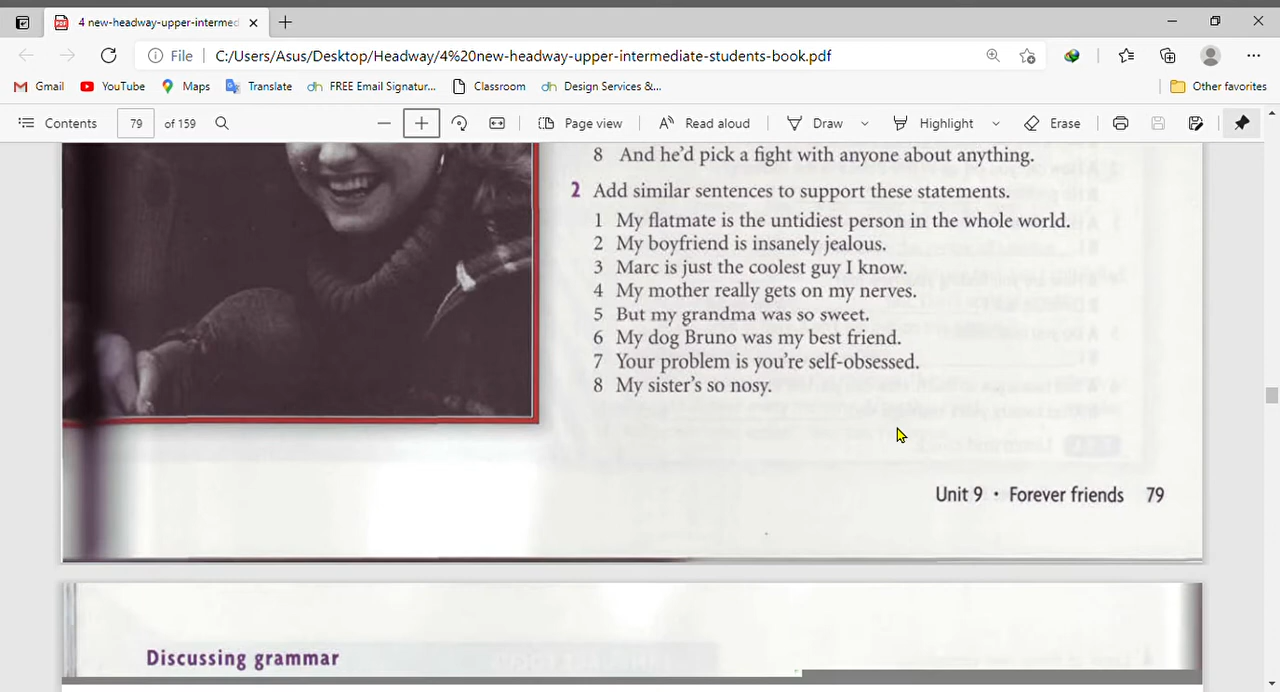 4 new-headway-upper-intermed
File C:/Users/Asus/Desktop/Headway/4%20new-headway-upper-intermediate-students-book.pdf
Gmail YouTube Maps Translate FREE Email Signatur... Classroom Design Services &... Other favorites
Contents 79 of 159 Page view Read aloud Draw Highlight Erase
8 And he'd pick a fight with anyone about anything.
2 Add similar sentences to support these statements.
1 My flatmate is the untidiest person in the whole world.
2 My boyfriend is insanely jealous.
3 Marc is just the coolest guy I know.
4 My mother really gets on my nerves.
5 But my grandma was so sweet.
6 My dog Bruno was my best friend.
7 Your problem is you're self-obsessed.
8 My sister's so nosy.
Unit 9 • Forever friends 79
Discussing grammar